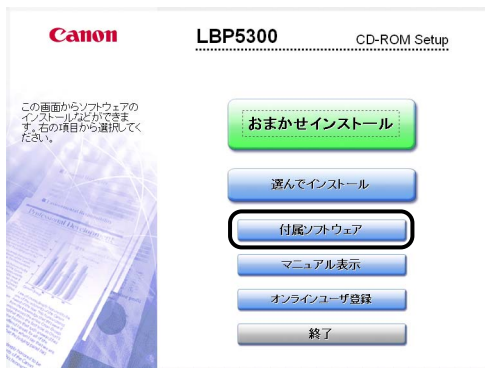 Canon
LBP5300
CD-ROM Setup
この画面からソフトウェアの
インストールなどができま
す。右の項目から選択してく
ださい。
おまかせインストール
選んでインストール
付属ソフトウェア
マニュアル表示
オンラインユーザ登録
終了